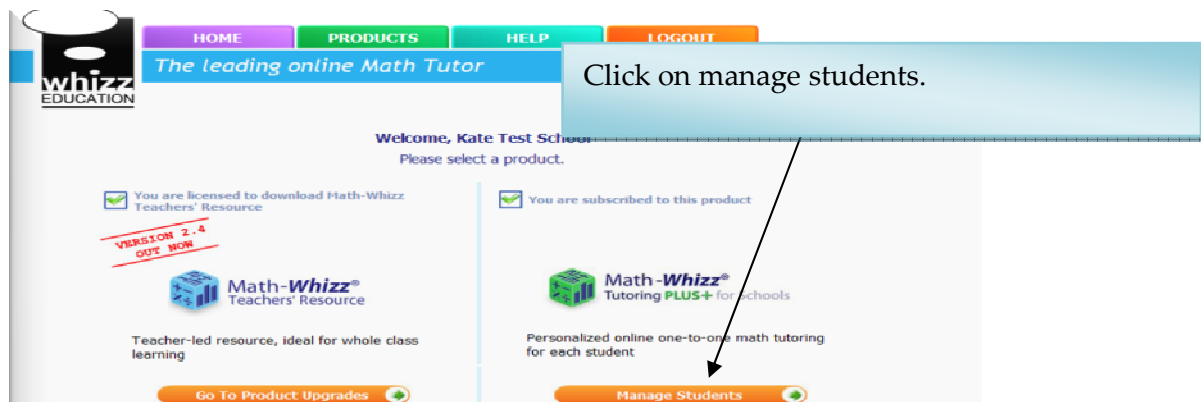 HOME
PRODUCTS
HELP
LOGOUT
The leading online Math Tutor
whizz
EDUCATION
Click on manage students.
Welcome, Kate Test School
Please select a product.
You are licensed to download Math-Whizz
Teachers' Resource
VERSION 2.4
OUT NOW
Math-Whizz®
Teachers' Resource
Teacher-led resource, ideal for whole class
learning
Go To Product Upgrades
You are subscribed to this product
Math-Whizz®
Tutoring PLUS+ for schools
Personalized online one-to-one math tutoring
for each student
Manage Students